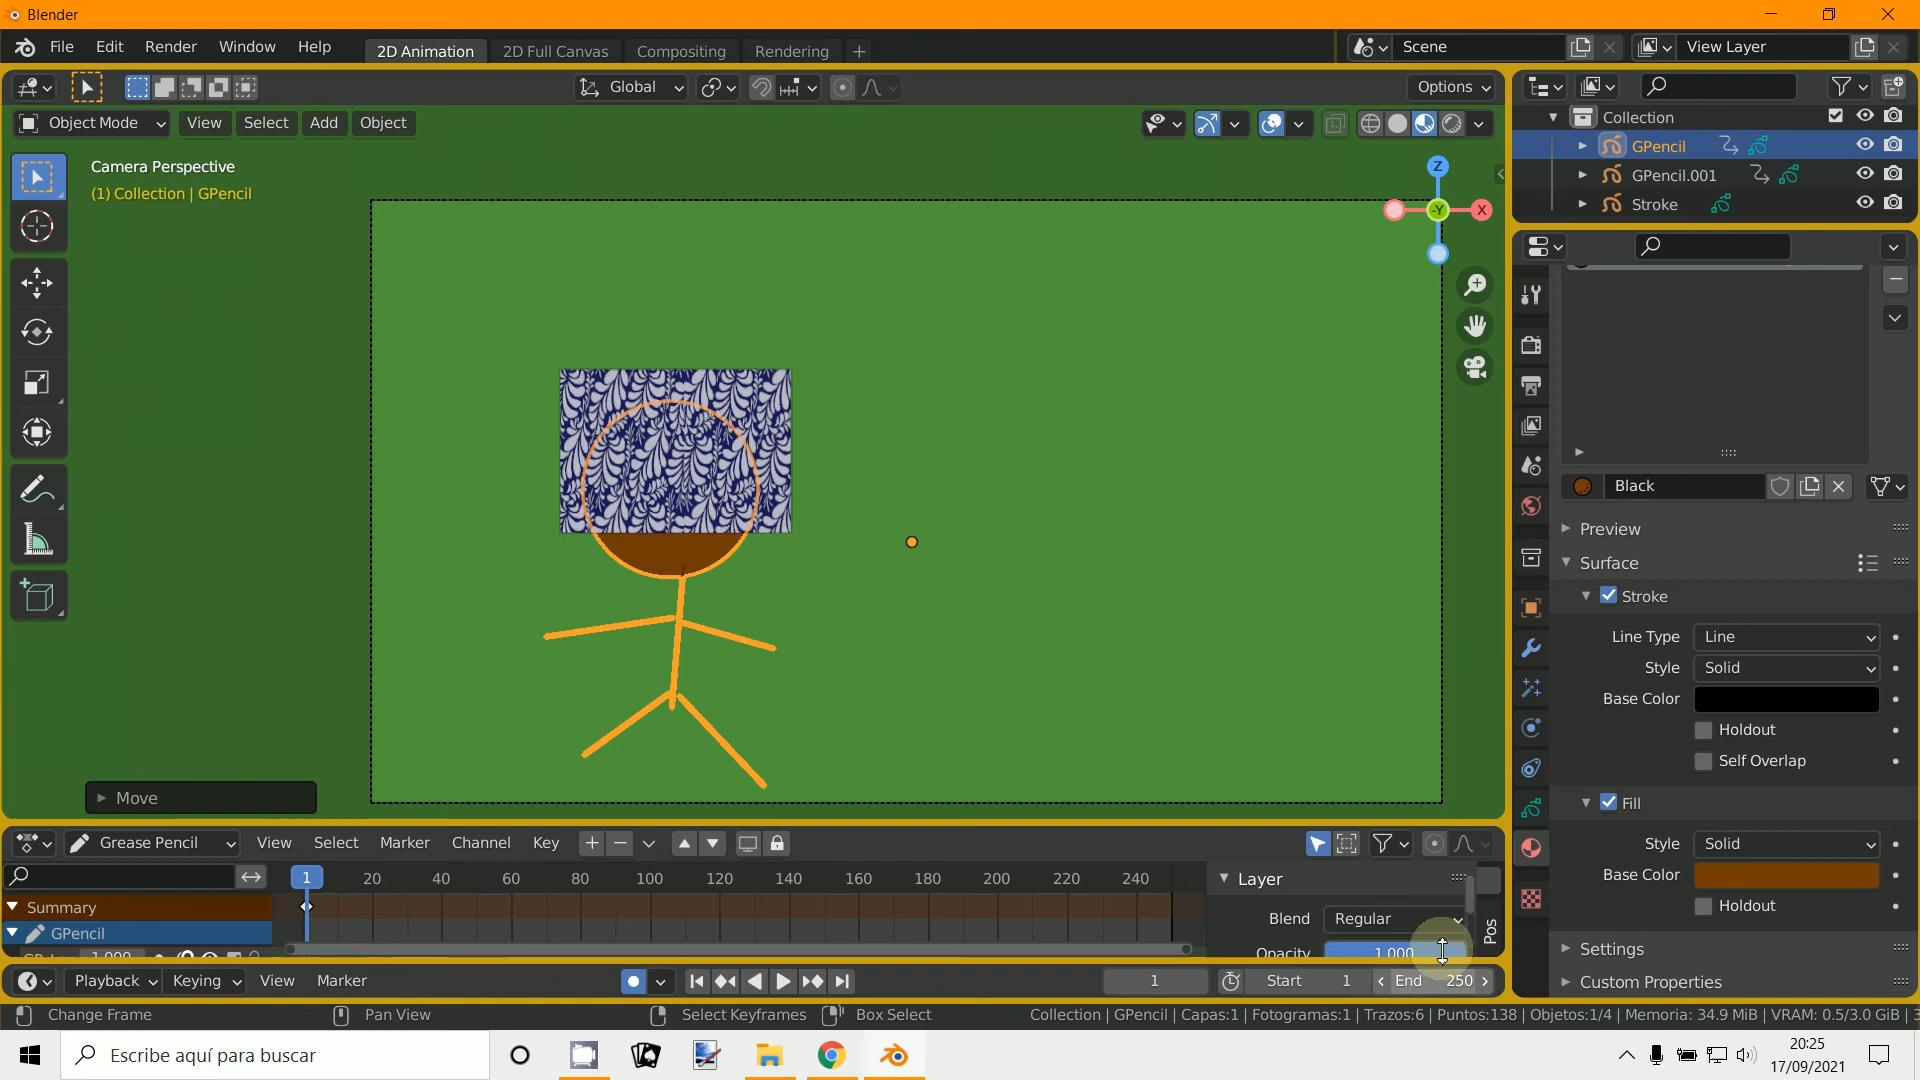 Blender
File Edit Render Window Help 2D Animation 2D Full Canvas Compositing Rendering + Scene View Layer
Global Options
Object Mode View Select Add Object
Camera Perspective
(1) Collection | GPencil
Z
-Y X
Collection
GPencil
GPencil.001
Stroke
Black
Preview
Surface
Stroke
Line Type Line
Style Solid
Base Color
Holdout
Self Overlap
Fill
Style Solid
Base Color
Holdout
Settings
Custom Properties
Move
Grease Pencil View Select Marker Channel Key
1 20 40 60 80 100 120 140 160 180 200 220 240
Layer
Summary
Blend Regular
Pos
GPencil
Opacity 1.000
Playback Keying View Marker 1 Start 1 End 250
Change Frame Pan View Select Keyframes Box Select Collection | GPencil | Capas:1 | Fotogramas:1 | Trazos:6 | Puntos:138 | Objetos:1/4 | Memoria: 34.9 MiB | VRAM: 0.5/3.0 GiB |
Escribe aquí para buscar
20:25
17/09/2021